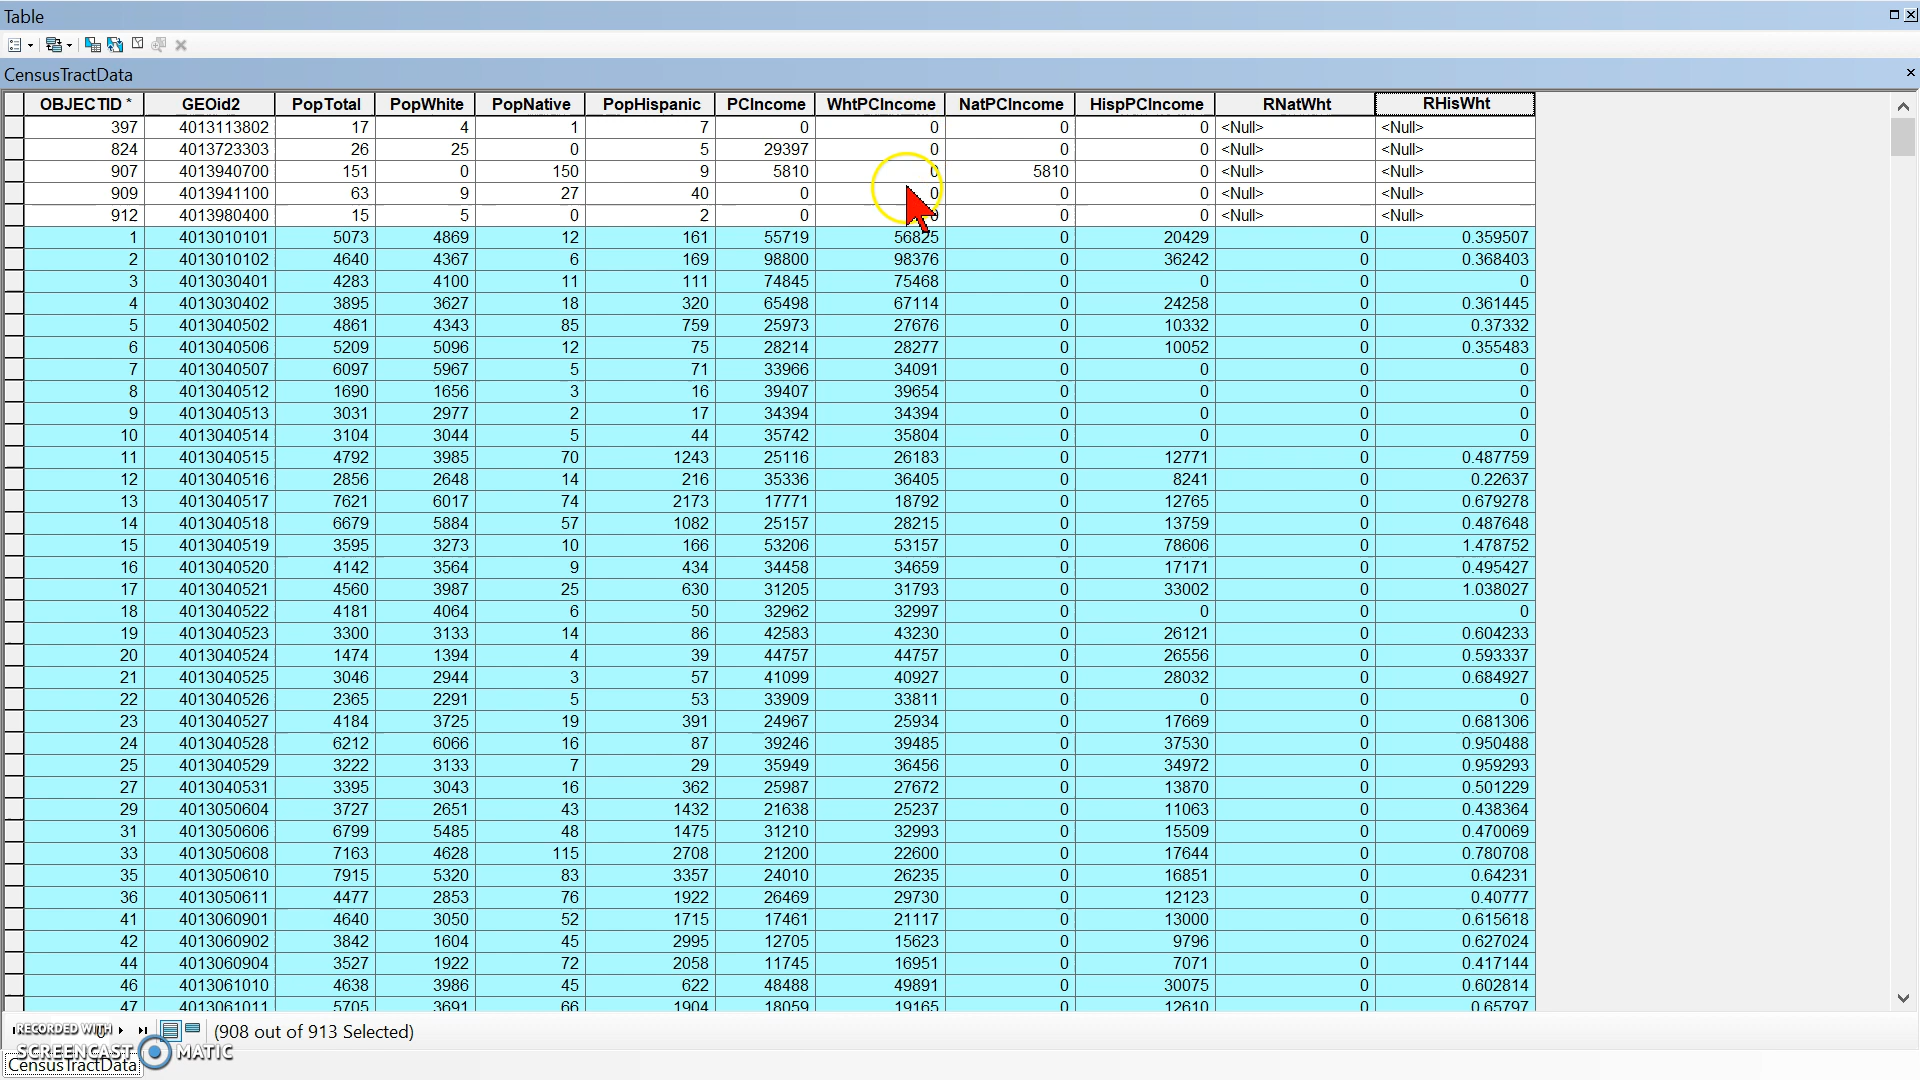 Table
CensusTractData
OBJECTID * GEOid2 PopTotal PopWhite PopNative PopHispanic PCIncome WhtPCIncome NatPCIncome HispPCIncome RNatWht RHisWht
397 4013113802 17 4 1 7 0 0 0 0 <Null> <Null>
824 4013723303 26 25 0 5 29397 0 0 0 <Null> <Null>
907 4013940700 151 0 150 9 5810 0 5810 0 <Null> <Null>
909 4013941100 63 9 27 40 0 0 0 0 <Null> <Null>
912 4013980400 15 5 0 2 0 0 0 0 <Null> <Null>
1 4013010101 5073 4869 12 161 55719 56825 0 20429 0 0.359507
2 4013010102 4640 4367 6 169 98800 98376 0 36242 0 0.368403
3 4013030401 4283 4100 11 111 74845 75468 0 0 0 0
4 4013030402 3895 3627 18 320 65498 67114 0 24258 0 0.361445
5 4013040502 4861 4343 85 759 25973 27676 0 10332 0 0.37332
6 4013040506 5209 5096 12 75 28214 28277 0 10052 0 0.355483
7 4013040507 6097 5967 5 71 33966 34091 0 0 0 0
8 4013040512 1690 1656 3 16 39407 39654 0 0 0 0
9 4013040513 3031 2977 2 17 34394 34394 0 0 0 0
10 4013040514 3104 3044 5 44 35742 35804 0 0 0 0
11 4013040515 4792 3985 70 1243 25116 26183 0 12771 0 0.487759
12 4013040516 2856 2648 14 216 35336 36405 0 8241 0 0.22637
13 4013040517 7621 6017 74 2173 17771 18792 0 12765 0 0.679278
14 4013040518 6679 5884 57 1082 25157 28215 0 13759 0 0.487648
15 4013040519 3595 3273 10 166 53206 53157 0 78606 0 1.478752
16 4013040520 4142 3564 9 434 34458 34659 0 17171 0 0.495427
17 4013040521 4560 3987 25 630 31205 31793 0 33002 0 1.038027
18 4013040522 4181 4064 6 50 32962 32997 0 0 0 0
19 4013040523 3300 3133 14 86 42583 43230 0 26121 0 0.604233
20 4013040524 1474 1394 4 39 44757 44757 0 26556 0 0.593337
21 4013040525 3046 2944 3 57 41099 40927 0 28032 0 0.684927
22 4013040526 2365 2291 5 53 33909 33811 0 0 0 0
23 4013040527 4184 3725 19 391 24967 25934 0 17669 0 0.681306
24 4013040528 6212 6066 16 87 39246 39485 0 37530 0 0.950488
25 4013040529 3222 3133 7 29 35949 36456 0 34972 0 0.959293
27 4013040531 3395 3043 16 362 25987 27672 0 13870 0 0.501229
29 4013050604 3727 2651 43 1432 21638 25237 0 11063 0 0.438364
31 4013050606 6799 5485 48 1475 31210 32993 0 15509 0 0.470069
33 4013050608 7163 4628 115 2708 21200 22600 0 17644 0 0.780708
35 4013050610 7915 5320 83 3357 24010 26235 0 16851 0 0.64231
36 4013050611 4477 2853 76 1922 26469 29730 0 12123 0 0.40777
41 4013060901 4640 3050 52 1715 17461 21117 0 13000 0 0.615618
42 4013060902 3842 1604 45 2995 12705 15623 0 9796 0 0.627024
44 4013060904 3527 1922 72 2058 11745 16951 0 7071 0 0.417144
46 4013061010 4638 3986 45 622 48488 49891 0 30075 0 0.602814
47 4013061011 5705 3691 66 1904 18059 19165 0 12610 0 0.65797
(908 out of 913 Selected)
RECORDED WITH
SCREENCAST MATIC
CensusTractData